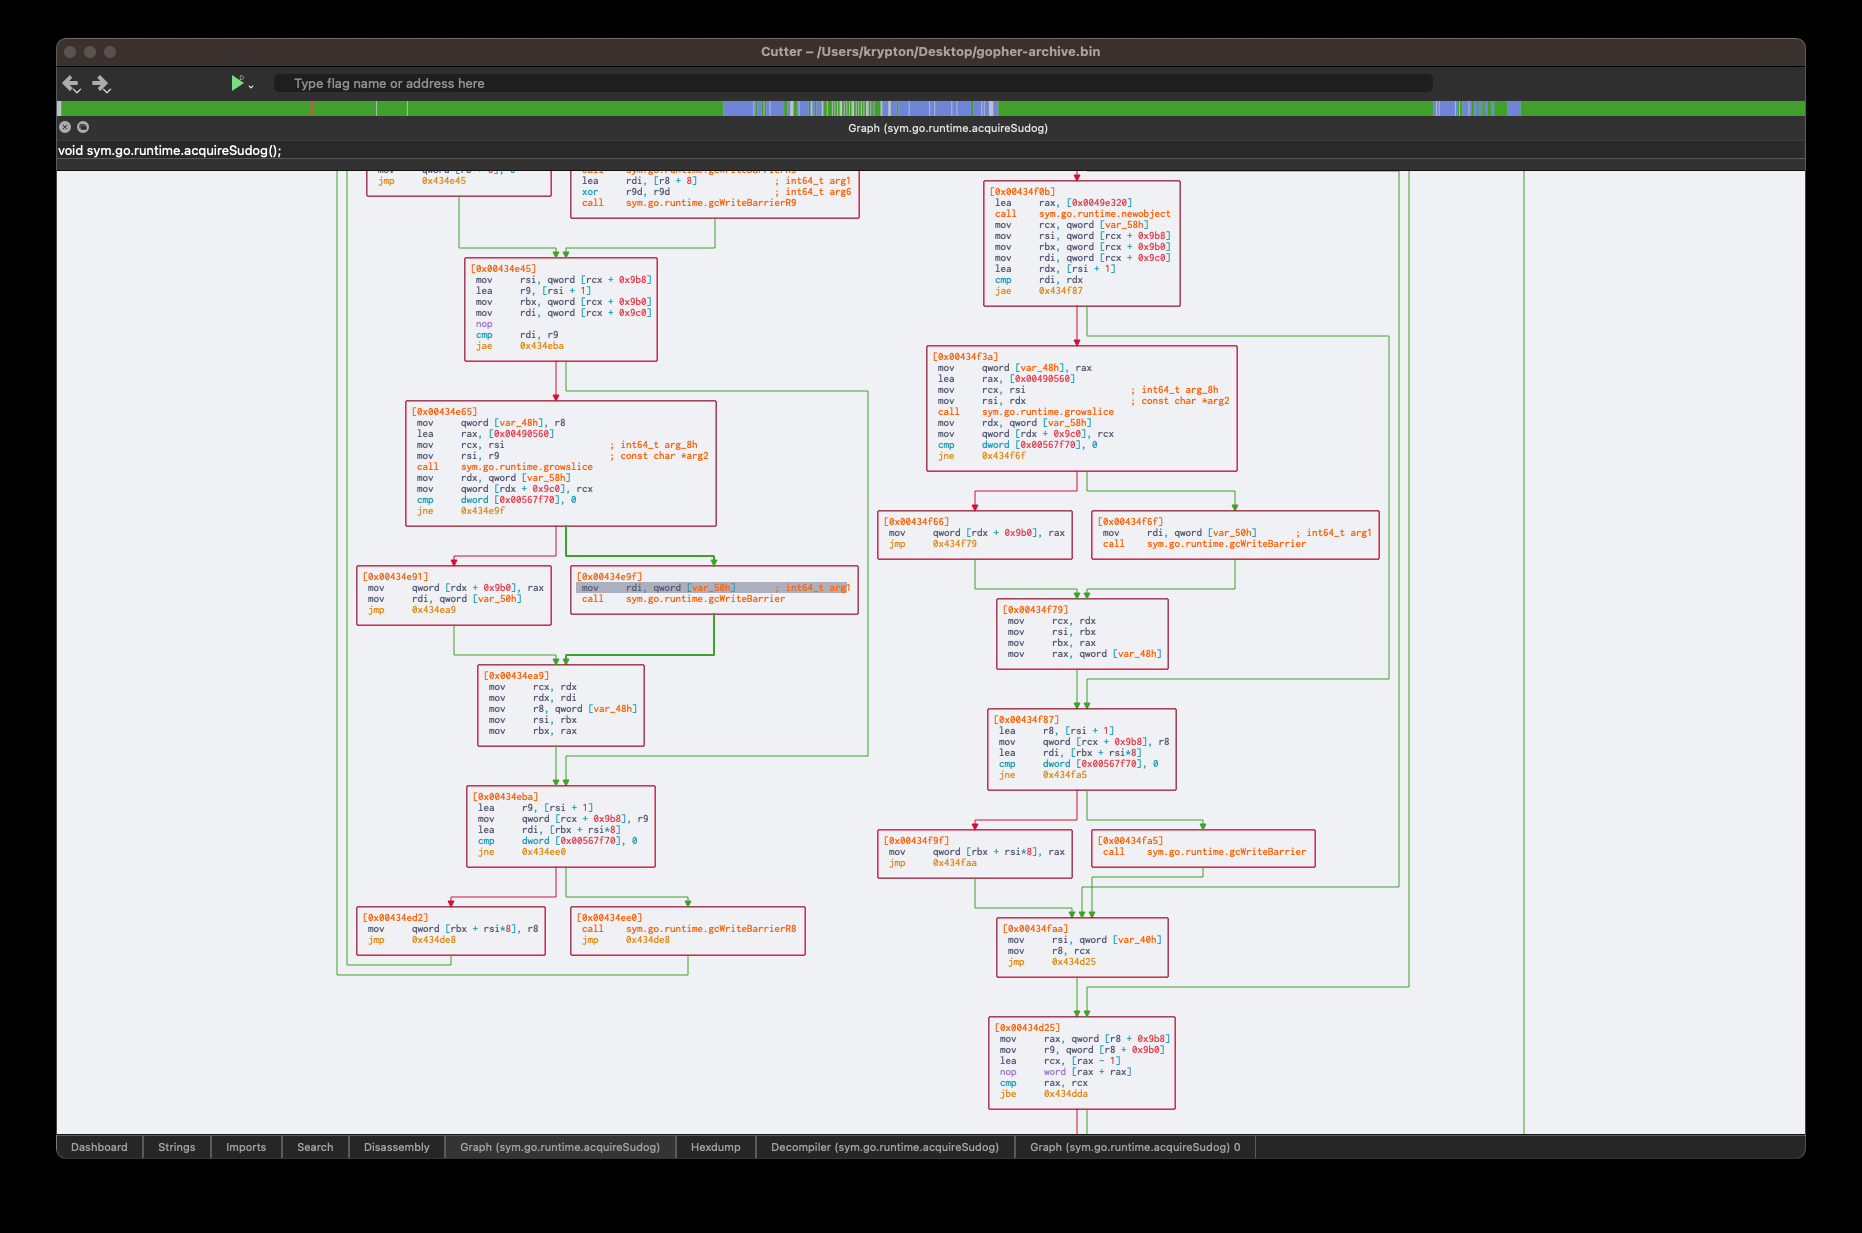 Cutter – /Users/krypton/Desktop/gopher-archive.bin
Type flag name or address here
Graph (sym.go.runtime.acquireSudog)
void sym.go.runtime.acquireSudog();
jmp 0x434e45
lea rdi, [r8 + 8] ; int64_t arg1
xor r9d, r9d ; int64_t arg6
call sym.go.runtime.gcWriteBarrierR9
[0x00434e45]
mov rsi, qword [rcx + 0x9b8]
lea r9, [rsi + 1]
mov rbx, qword [rcx + 0x9b0]
mov rdi, qword [rcx + 0x9c0]
nop
cmp rdi, r9
jae 0x434eba
[0x00434e65]
mov qword [var_48h], r8
lea rax, [0x00490560]
mov rcx, rsi ; int64_t arg_8h
mov rsi, r9 ; const char *arg2
call sym.go.runtime.growslice
mov rdx, qword [var_58h]
mov qword [rdx + 0x9c0], rcx
cmp dword [0x00567f70], 0
jne 0x434e9f
[0x00434e91]
mov qword [rdx + 0x9b0], rax
mov rdi, qword [var_50h]
jmp 0x434ea9
[0x00434e9f]
mov rdi, qword [var_50h] ; int64_t arg1
call sym.go.runtime.gcWriteBarrier
[0x00434ea9]
mov rcx, rdx
mov rdx, rdi
mov r8, qword [var_48h]
mov rsi, rbx
mov rbx, rax
[0x00434eba]
lea r9, [rsi + 1]
mov qword [rcx + 0x9b8], r9
lea rdi, [rbx + rsi*8]
cmp dword [0x00567f70], 0
jne 0x434ee0
[0x00434ed2]
mov qword [rbx + rsi*8], r8
jmp 0x434de8
[0x00434ee0]
call sym.go.runtime.gcWriteBarrierR8
jmp 0x434de8
[0x00434f0b]
lea rax, [0x0049e320]
call sym.go.runtime.newobject
mov rcx, qword [var_58h]
mov rsi, qword [rcx + 0x9b8]
mov rbx, qword [rcx + 0x9b0]
mov rdi, qword [rcx + 0x9c0]
lea rdx, [rsi + 1]
cmp rdi, rdx
jae 0x434f87
[0x00434f3a]
mov qword [var_48h], rax
lea rax, [0x00490560]
mov rcx, rsi ; int64_t arg_8h
mov rsi, rdx ; const char *arg2
call sym.go.runtime.growslice
mov rdx, qword [var_58h]
mov qword [rdx + 0x9c0], rcx
cmp dword [0x00567f70], 0
jne 0x434f6f
[0x00434f66]
mov qword [rdx + 0x9b0], rax
jmp 0x434f79
[0x00434f6f]
mov rdi, qword [var_50h] ; int64_t arg1
call sym.go.runtime.gcWriteBarrier
[0x00434f79]
mov rcx, rdx
mov rsi, rbx
mov rbx, rax
mov rax, qword [var_48h]
[0x00434f87]
lea r8, [rsi + 1]
mov qword [rcx + 0x9b8], r8
lea rdi, [rbx + rsi*8]
cmp dword [0x00567f70], 0
jne 0x434fa5
[0x00434f9f]
mov qword [rbx + rsi*8], rax
jmp 0x434faa
[0x00434fa5]
call sym.go.runtime.gcWriteBarrier
[0x00434faa]
mov rsi, qword [var_40h]
mov r8, rcx
jmp 0x434d25
[0x00434d25]
mov rax, qword [r8 + 0x9b8]
mov r9, qword [r8 + 0x9b0]
lea rcx, [rax - 1]
nop word [rax + rax]
cmp rax, rcx
jbe 0x434dda
Dashboard Strings Imports Search Disassembly Graph (sym.go.runtime.acquireSudog) Hexdump Decompiler (sym.go.runtime.acquireSudog) Graph (sym.go.runtime.acquireSudog) 0